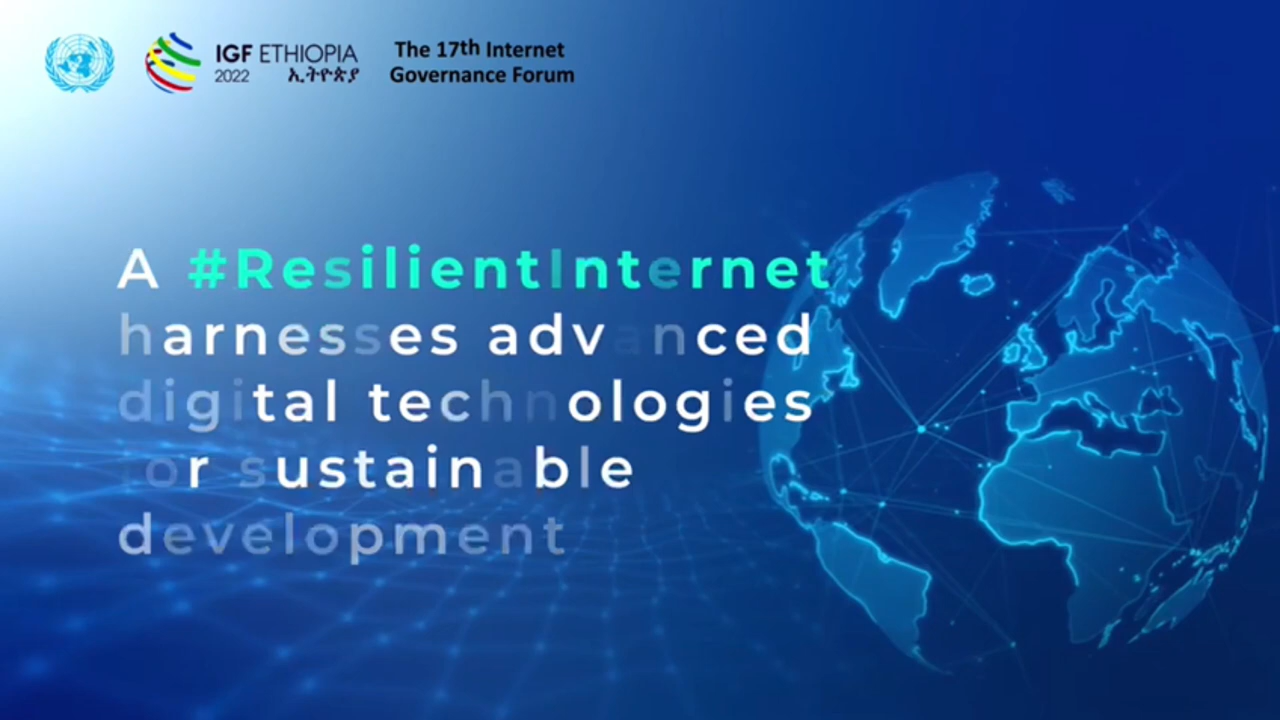 IGF ETHIOPIA
2022 ኢትዮጵያ
The 17th Internet
Governance Forum
A #ResilientInternet
harnesses advanced
digital technologies
for sustainable
development